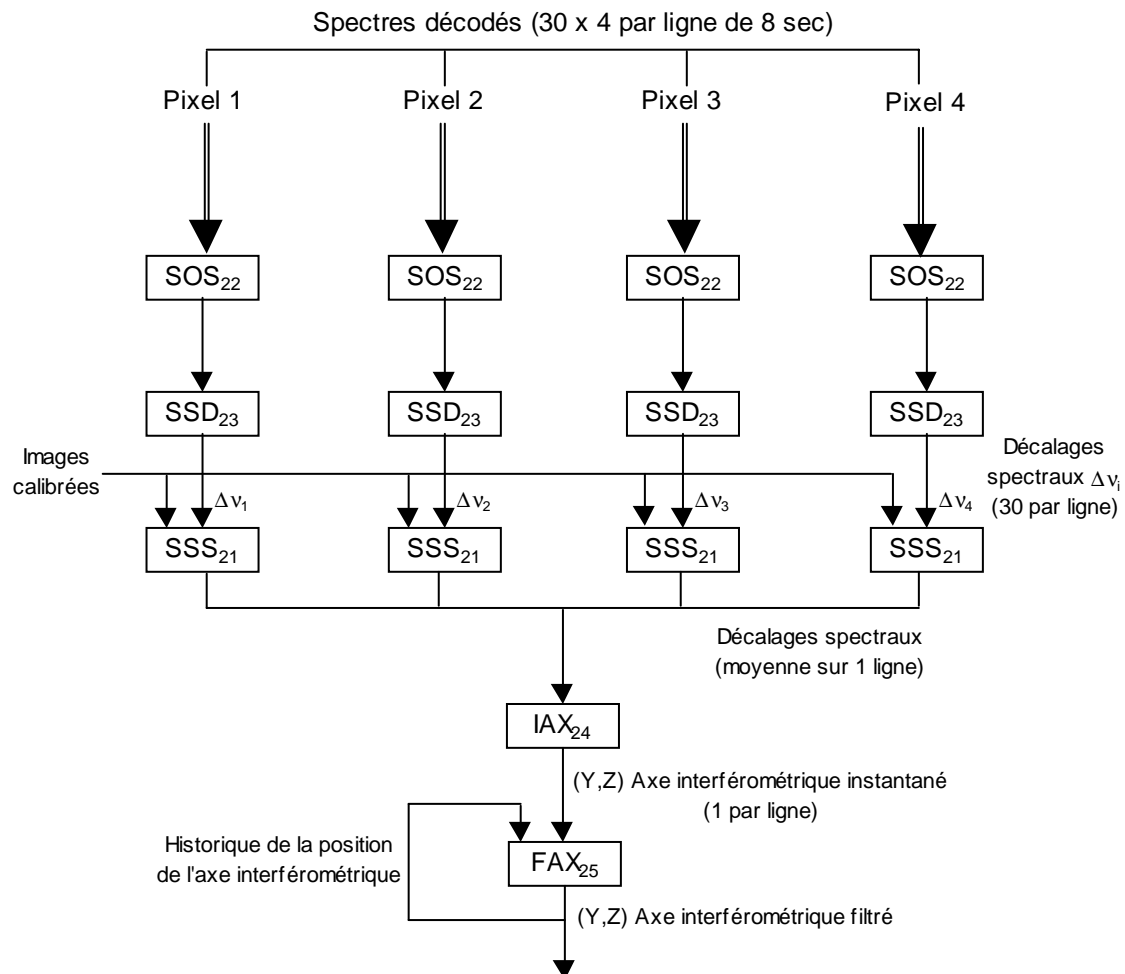 Spectres décodés (30 x 4 par ligne de 8 sec)
Pixel 1 Pixel 2 Pixel 3 Pixel 4
SOS22 SOS22 SOS22 SOS22
SSD23 SSD23 SSD23 SSD23
Images
calibrées
Décalages
spectraux Δνi
(30 par ligne)
Δν1 Δν2 Δν3 Δν4
SSS21 SSS21 SSS21 SSS21
Décalages spectraux
(moyenne sur 1 ligne)
IAX24
(Y,Z) Axe interférométrique instantané
(1 par ligne)
Historique de la position
de l'axe interférométrique
FAX25
(Y,Z) Axe interférométrique filtré